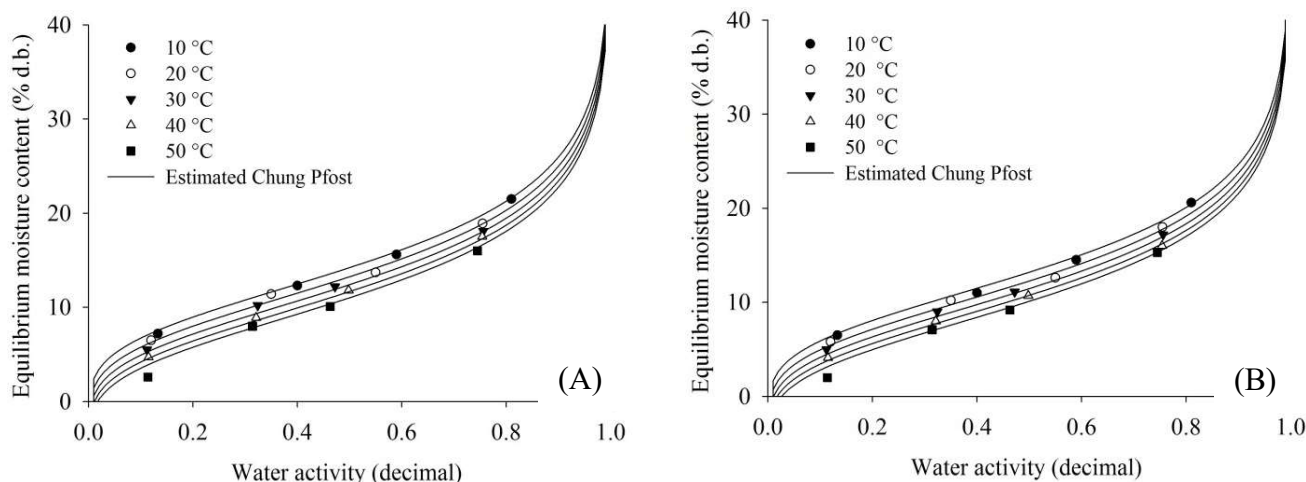 Equilibrium moisture content (% d.b.)
40
30
20
10
0
10 °C
20 °C
30 °C
40 °C
50 °C
Estimated Chung Pfost
(A)
0.0 0.2 0.4 0.6 0.8 1.0
Water activity (decimal)
Equilibrium moisture content (% d.b.)
40
30
20
10
0
10 °C
20 °C
30 °C
40 °C
50 °C
Estimated Chung Pfost
(B)
0.0 0.2 0.4 0.6 0.8 1.0
Water activity (decimal)